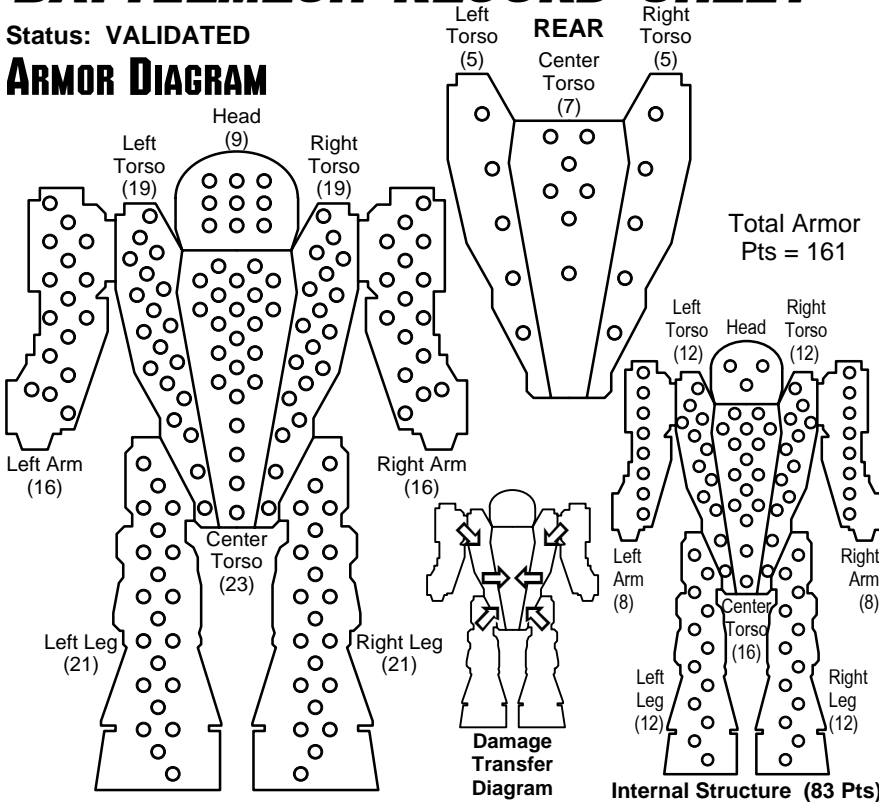 Status: VALIDATED
ARMOR DIAGRAM
REAR
Left
Torso
(5)
Center
Torso
(7)
Right
Torso
(5)
Head
(9)
Left
Torso
(19)
Right
Torso
(19)
Left Arm
(16)
Right Arm
(16)
Center
Torso
(23)
Left Leg
(21)
Right Leg
(21)
Total Armor
Pts = 161
Left
Torso
(12)
Head
Right
Torso
(12)
Left
Arm
(8)
Right
Arm
(8)
Center
Torso
(16)
Left
Leg
(12)
Right
Leg
(12)
Damage
Transfer
Diagram
Internal Structure (83 Pts)